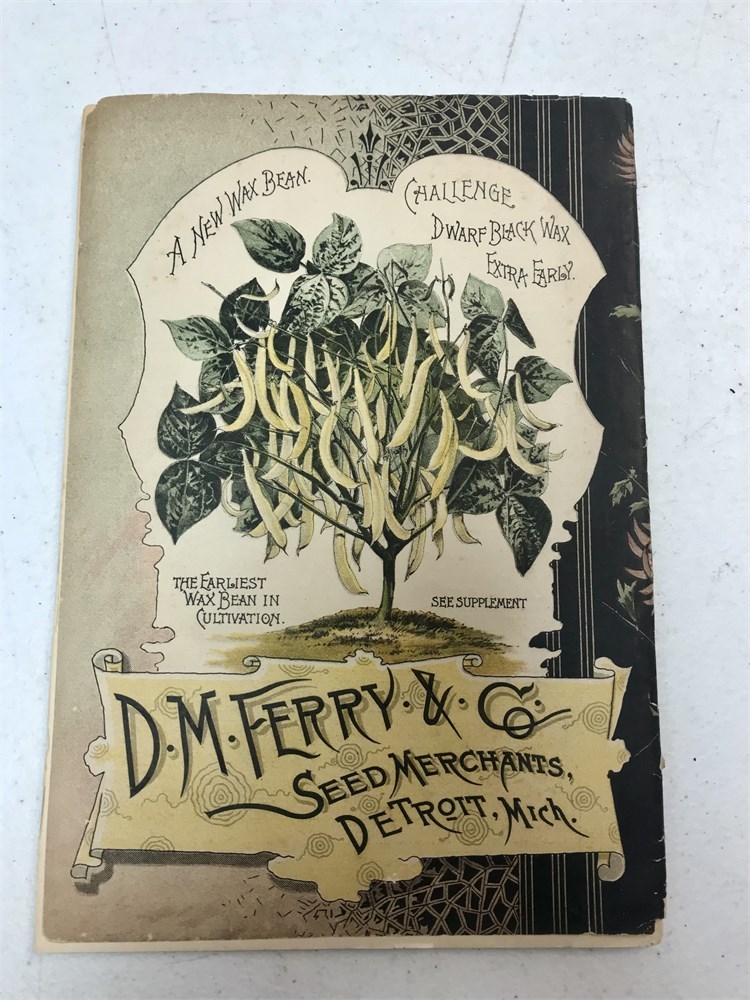 A New Wax Bean.
Challenge
Dwarf Black Wax
Extra Early.
The Earliest
Wax Bean in
Cultivation.
See Supplement
D.M. Ferry & Co.
Seed Merchants,
Detroit, Mich.